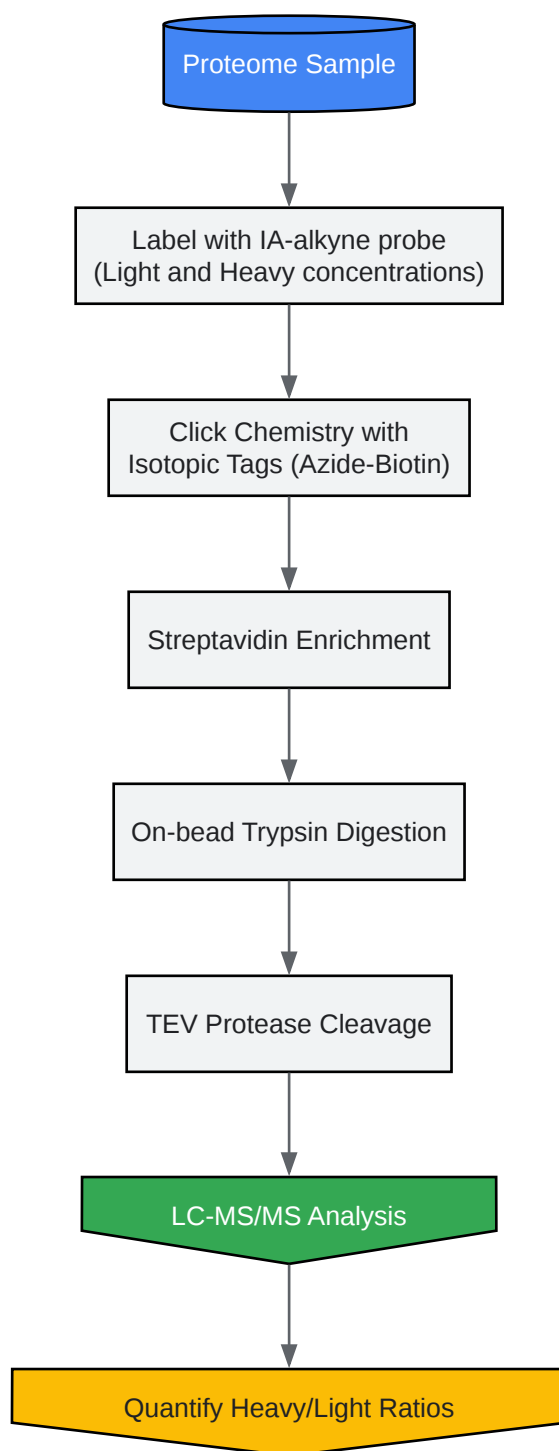 Proteome Sample
Label with IA-alkyne probe
(Light and Heavy concentrations)
Click Chemistry with
Isotopic Tags (Azide-Biotin)
Streptavidin Enrichment
On-bead Trypsin Digestion
TEV Protease Cleavage
LC-MS/MS Analysis
Quantify Heavy/Light Ratios